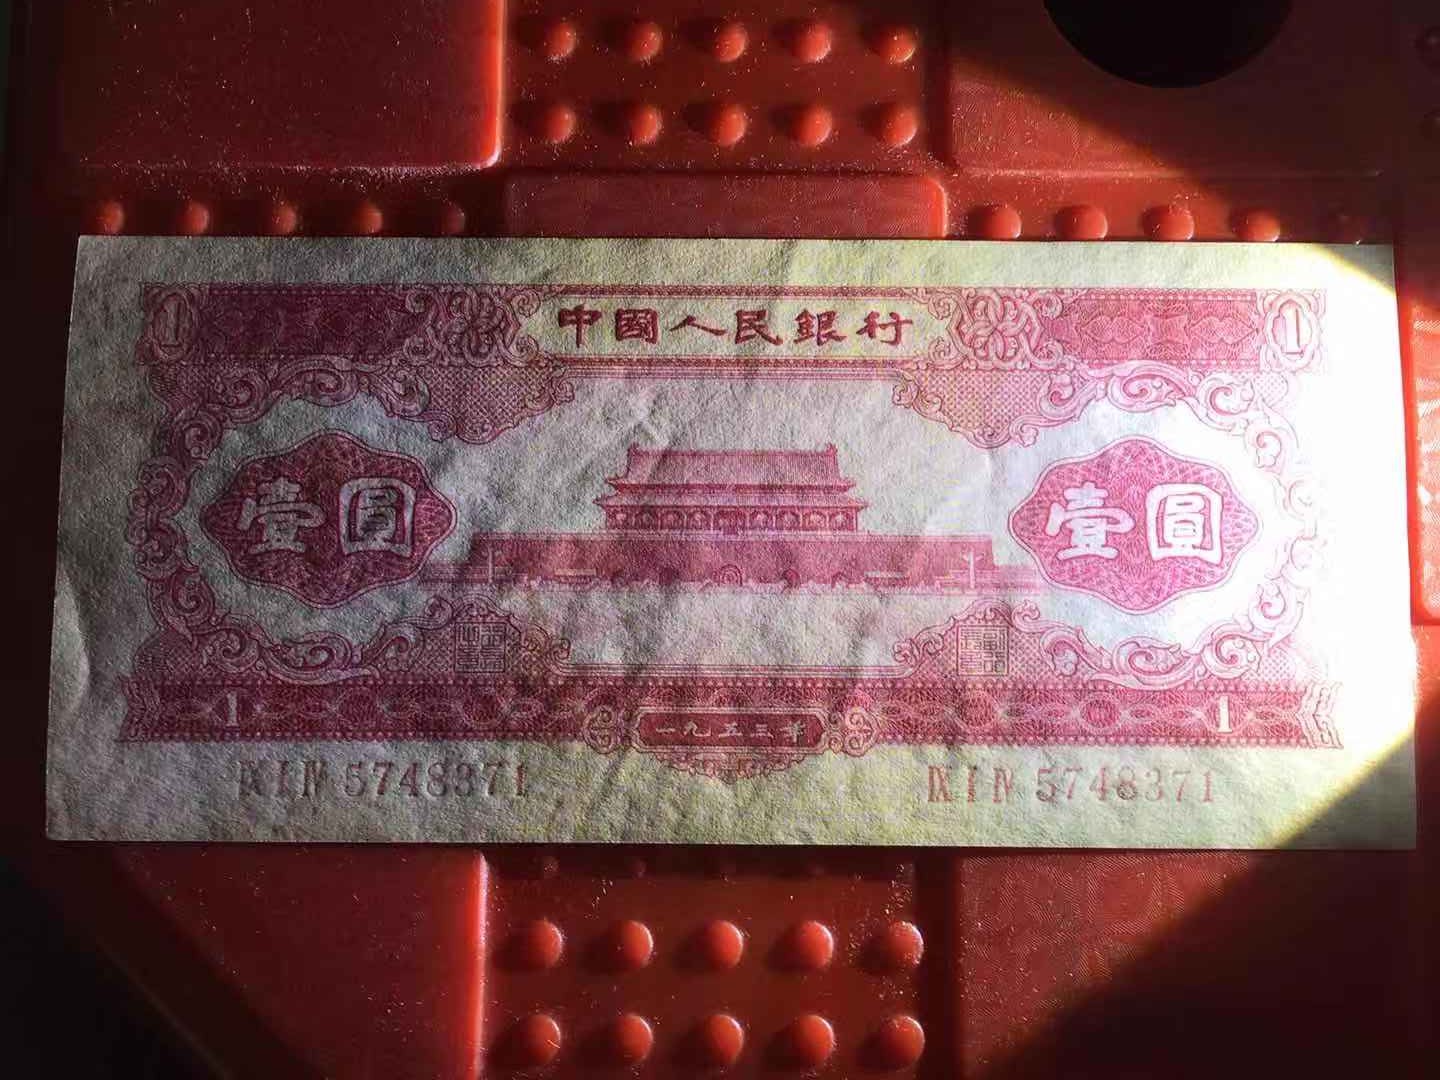 1 中國人民銀行 1
壹圓 壹圓
1 一九五三年 1
IX I IV 5748371 IX I IV 5748371